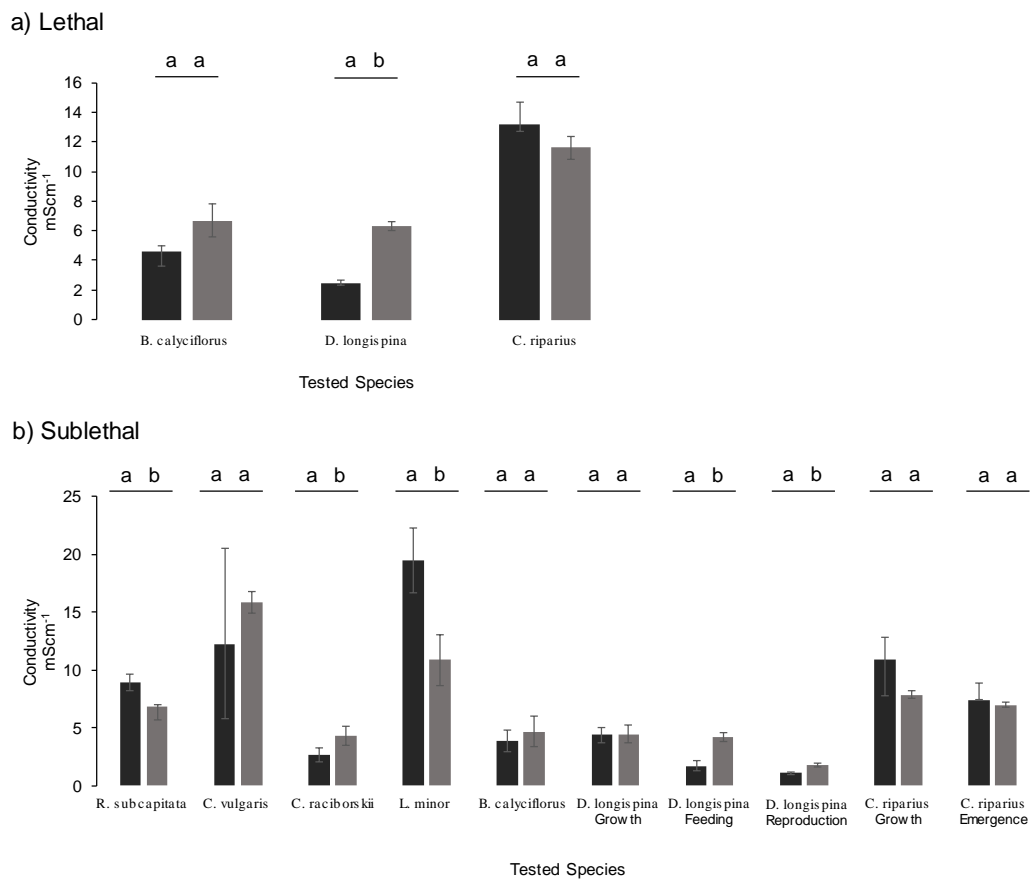 a) Lethal
a a a b a a
16
14
12
10
8
6
4
2
0
Conductivity
mScm-1
B. calyciflorus D. longispina C. riparius
Tested Species
b) Sublethal
a b a a a b a b a a a a a b a b a a a a
25
20
15
10
5
0
Conductivity
mScm-1
R. subcapitata C. vulgaris C. raciborskii L. minor B. calyciflorus D. longispina D. longispina D. longispina C. riparius C. riparius
Growth Feeding Reproduction Growth Emergence
Tested Species